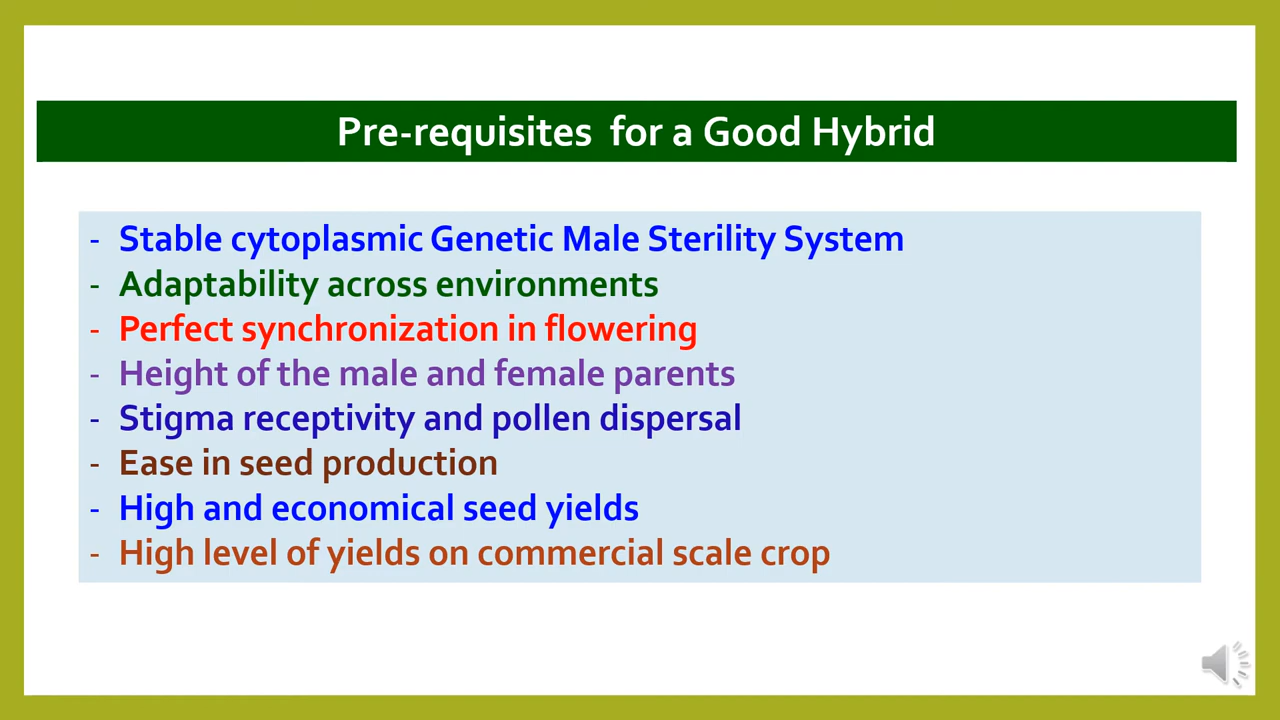 Pre-requisites for a Good Hybrid
- Stable cytoplasmic Genetic Male Sterility System
- Adaptability across environments
- Perfect synchronization in flowering
- Height of the male and female parents
- Stigma receptivity and pollen dispersal
- Ease in seed production
- High and economical seed yields
- High level of yields on commercial scale crop